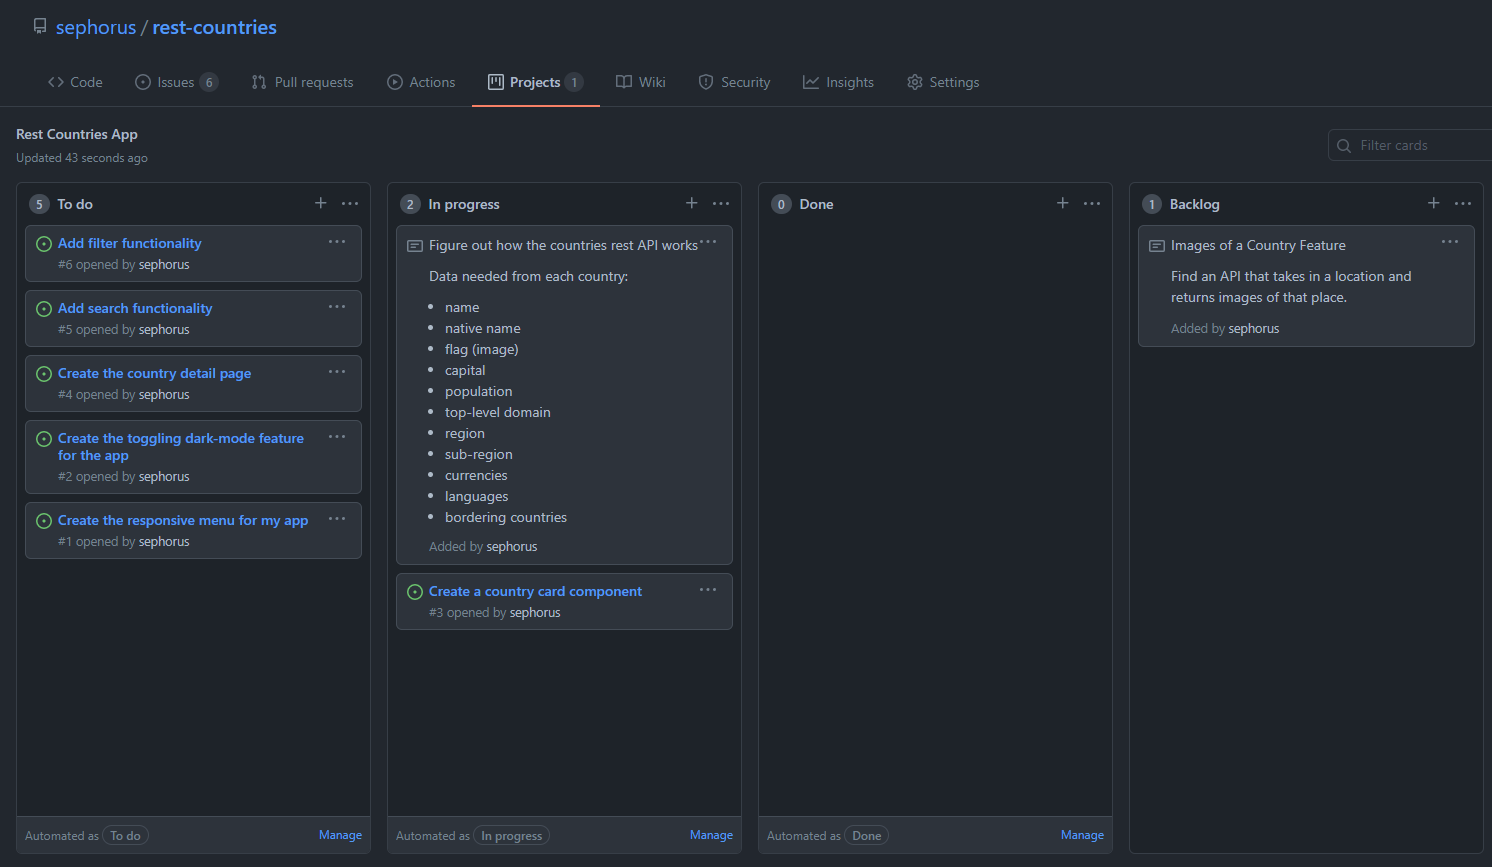 sephorus / rest-countries
Code
Issues 6
Pull requests
Actions
Projects 1
Wiki
Security
Insights
Settings
Rest Countries App
Updated 43 seconds ago
Filter cards
5 To do
Add filter functionality
#6 opened by sephorus
Add search functionality
#5 opened by sephorus
Create the country detail page
#4 opened by sephorus
Create the toggling dark-mode feature
for the app
#2 opened by sephorus
Create the responsive menu for my app
#1 opened by sephorus
Automated as To do
Manage
2 In progress
Figure out how the countries rest API works
Data needed from each country:
name
native name
flag (image)
capital
population
top-level domain
region
sub-region
currencies
languages
bordering countries
Added by sephorus
Create a country card component
#3 opened by sephorus
Automated as In progress
Manage
0 Done
Automated as Done
Manage
1 Backlog
Images of a Country Feature
Find an API that takes in a location and
returns images of that place.
Added by sephorus